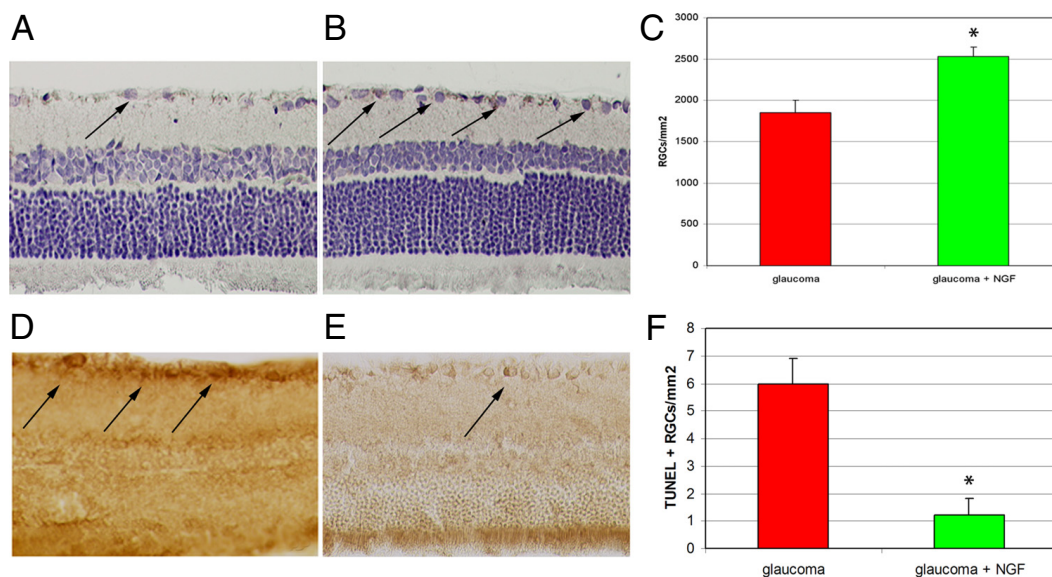 A
B
C
3000
2500
2000
1500
1000
500
0
RGCs/mm2
*
glaucoma
glaucoma + NGF
D
E
F
8
7
6
5
4
3
2
1
0
TUNEL + RGCs/mm2
*
glaucoma
glaucoma + NGF